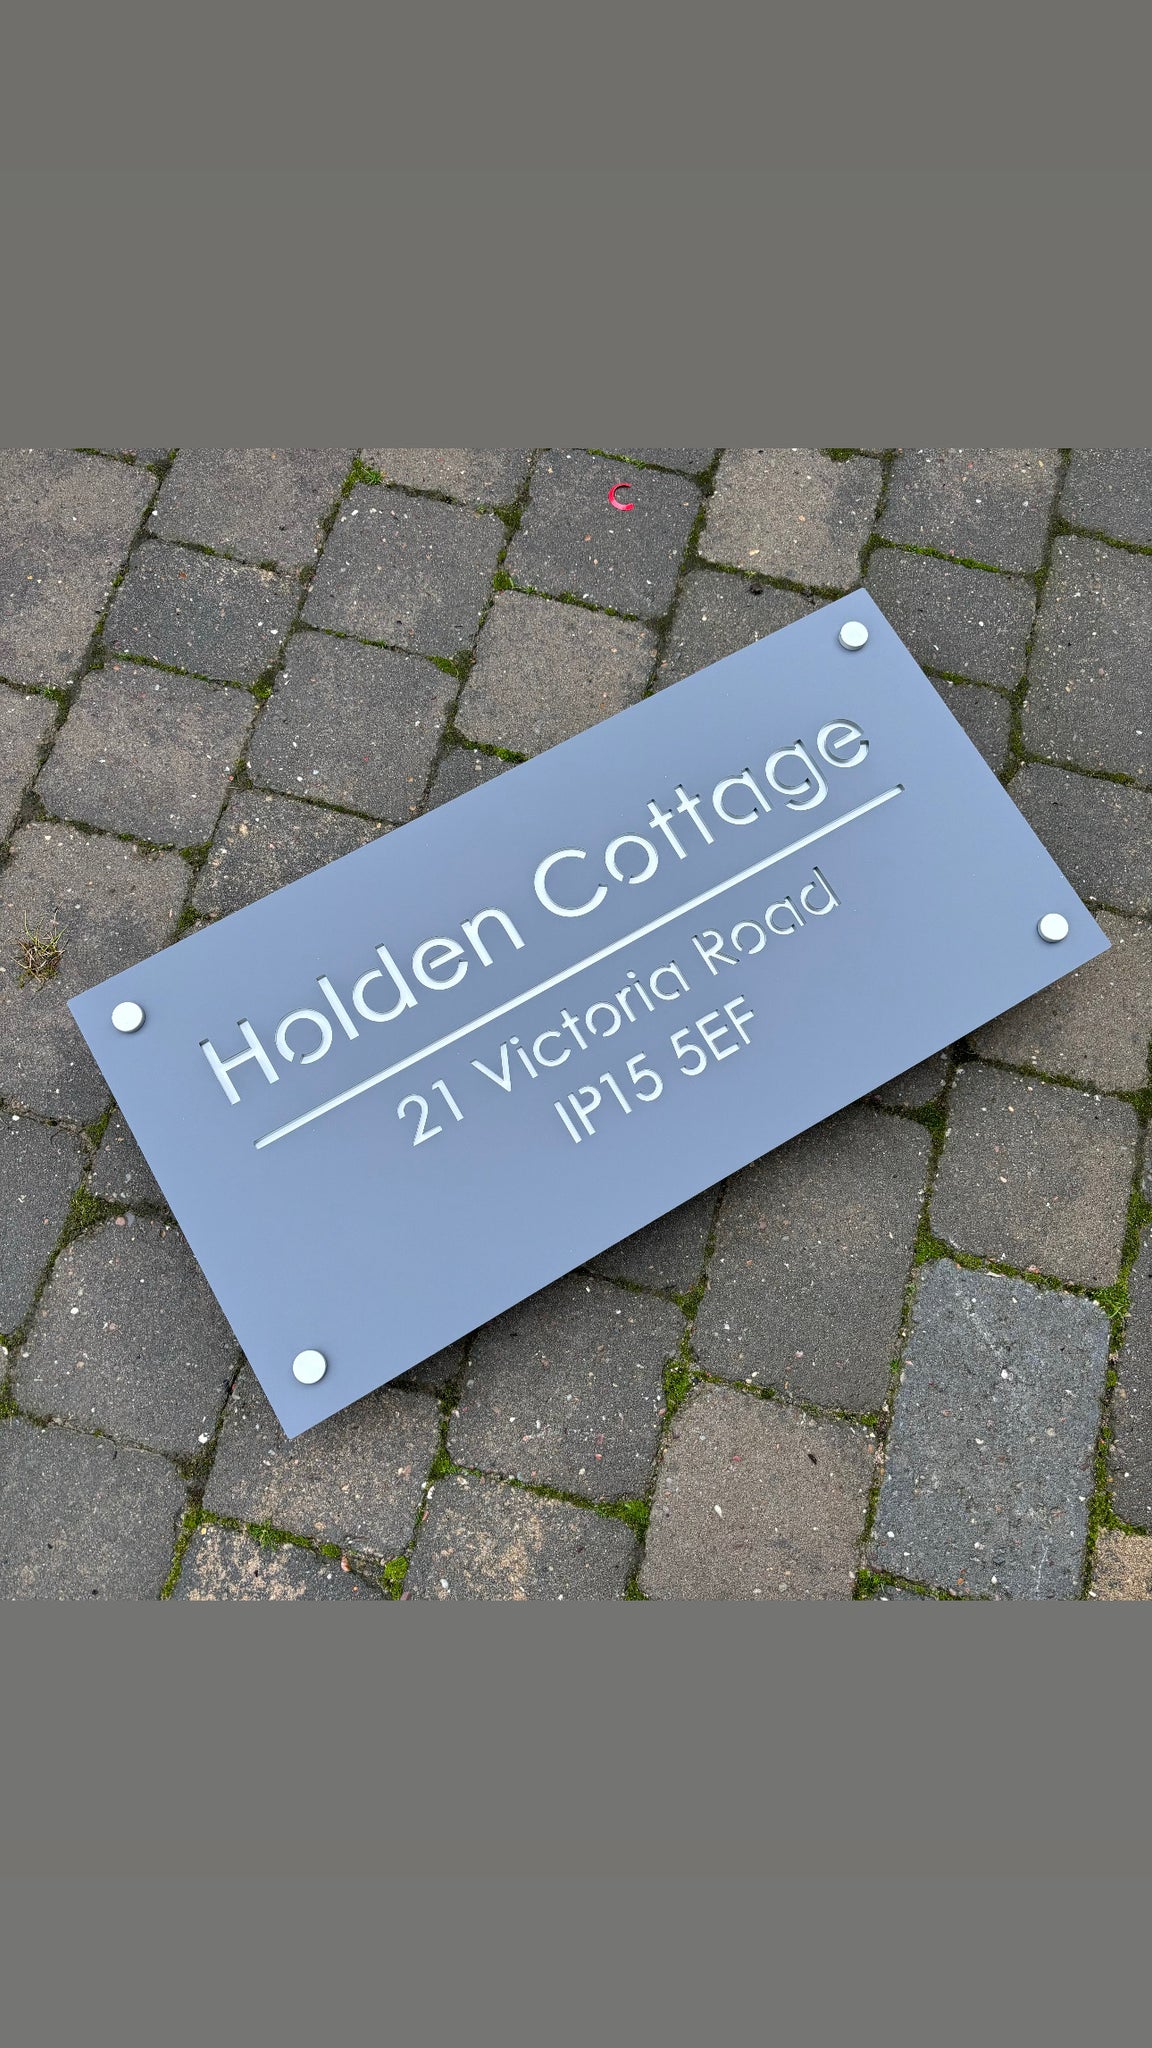 Holden Cottage
21 Victoria Road
IP15 5EF